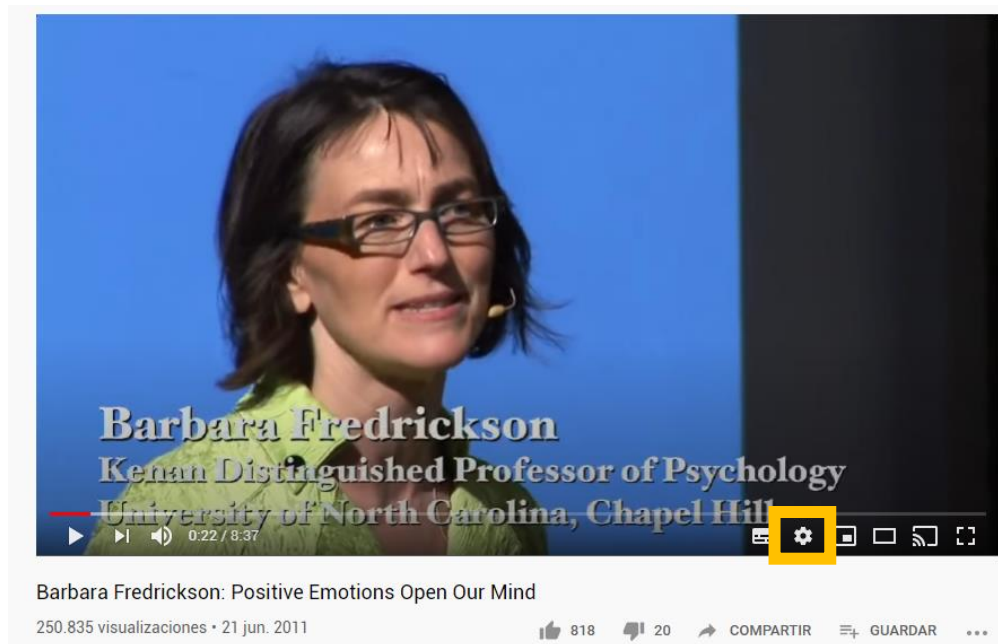 Barbara Fredrickson
Kenan Distinguished Professor of Psychology
University of North Carolina, Chapel Hill
0:22 / 8:37
Barbara Fredrickson: Positive Emotions Open Our Mind
250.835 visualizaciones • 21 jun. 2011
818 20 COMPARTIR GUARDAR